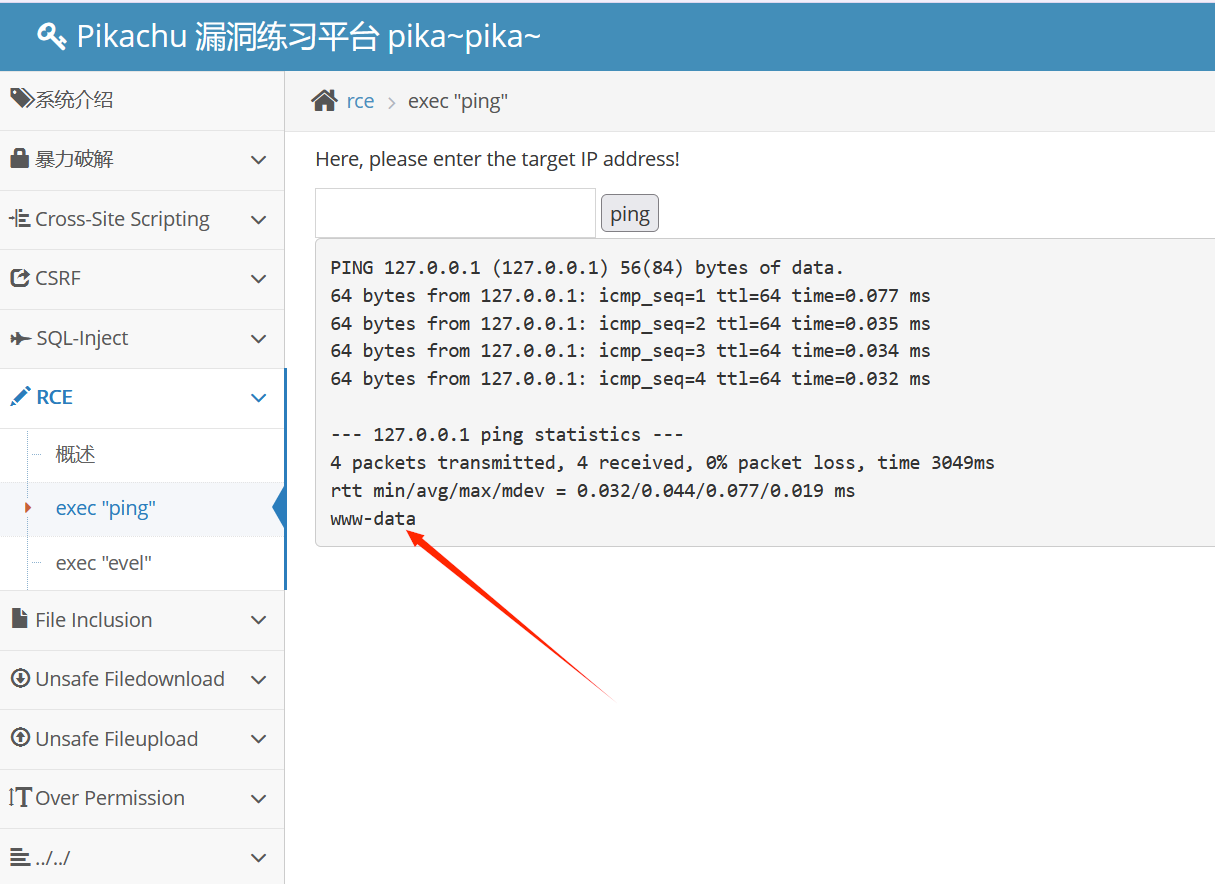 Pikachu 漏洞练习平台 pika~pika~
系统介绍
暴力破解
Cross-Site Scripting
CSRF
SQL-Inject
RCE
概述
exec "ping"
exec "evel"
File Inclusion
Unsafe Filedownload
Unsafe Fileupload
Over Permission
../../
rce > exec "ping"
Here, please enter the target IP address!
ping
PING 127.0.0.1 (127.0.0.1) 56(84) bytes of data.
64 bytes from 127.0.0.1: icmp_seq=1 ttl=64 time=0.077 ms
64 bytes from 127.0.0.1: icmp_seq=2 ttl=64 time=0.035 ms
64 bytes from 127.0.0.1: icmp_seq=3 ttl=64 time=0.034 ms
64 bytes from 127.0.0.1: icmp_seq=4 ttl=64 time=0.032 ms
--- 127.0.0.1 ping statistics ---
4 packets transmitted, 4 received, 0% packet loss, time 3049ms
rtt min/avg/max/mdev = 0.032/0.044/0.077/0.019 ms
www-data